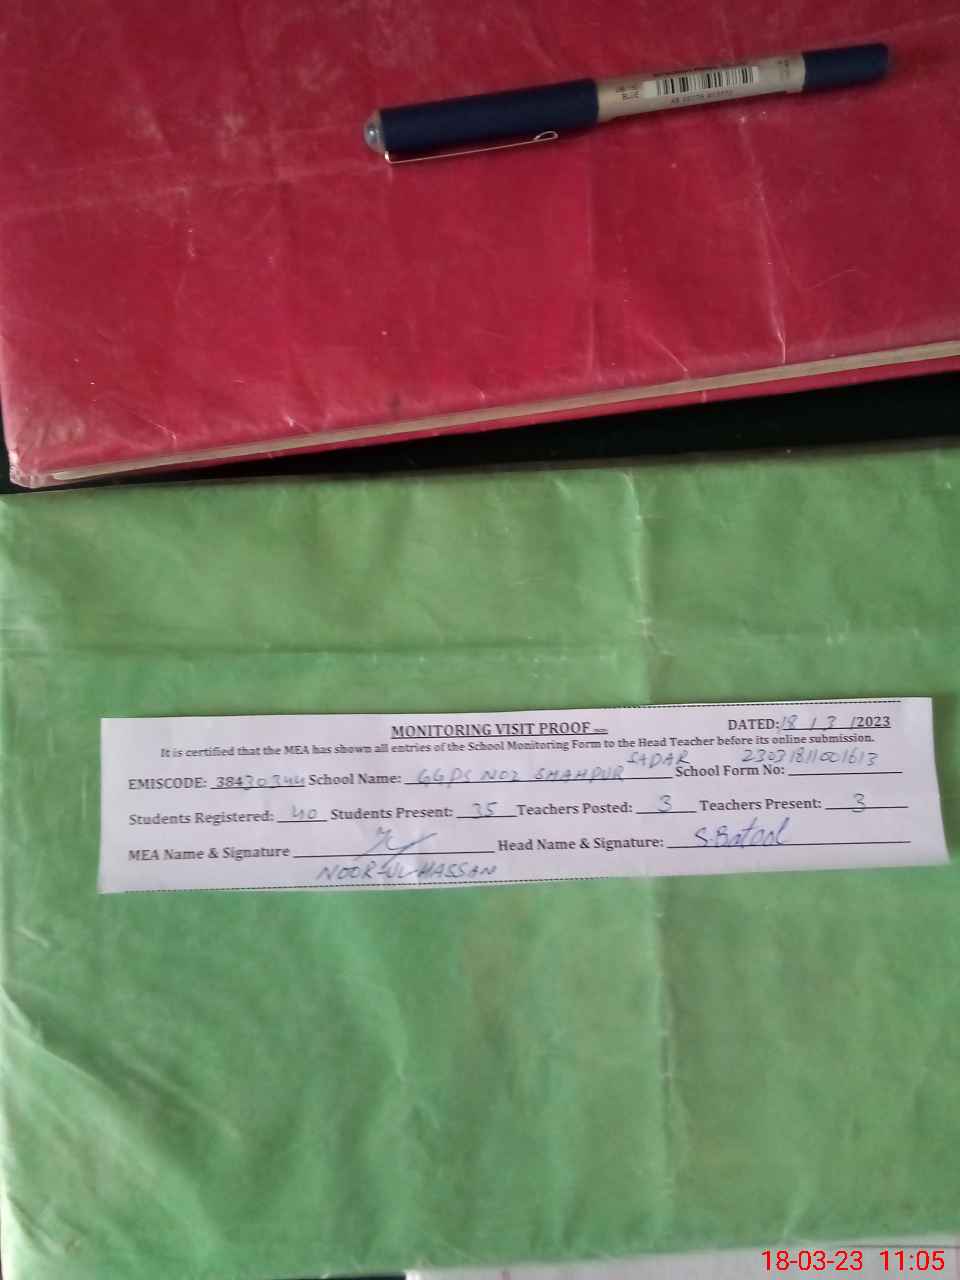 BLUE
MONITORING VISIT PROOF
DATED: 18 / 3 /2023
It is certified that the MEA has shown all entries of the School Monitoring Form to the Head Teacher before its online submission.
EMISCODE: 38430344 School Name: GGPS NO2 SHAHPUR SADAR School Form No: 23031811001613
Students Registered: 40 Students Present: 35 Teachers Posted: 3 Teachers Present: 3
MEA Name & Signature Head Name & Signature: S.Batool
NOOR-UL-HASSAN
18-03-23 11:05